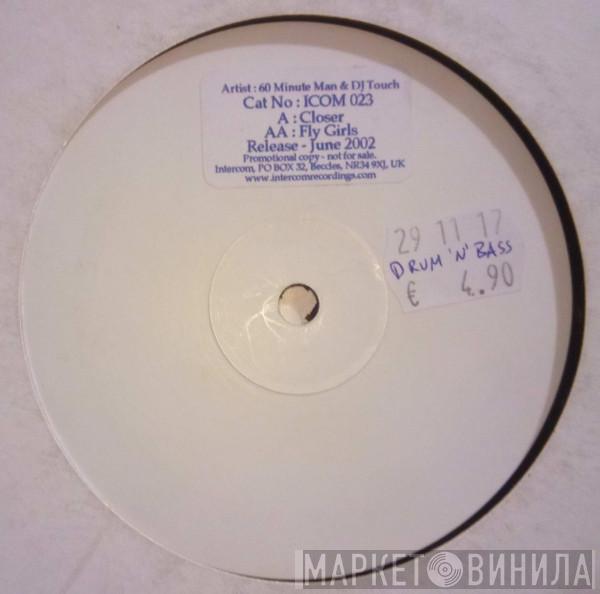 Artist : 60 Minute Man & DJ Touch
Cat No : ICOM 023
A : Closer
AA : Fly Girls
Release - June 2002
Promotional copy - not for sale.
Intercom, PO BOX 32, Beccles, NR34 9XJ, UK
www.intercomrecordings.com
29 11 17
DRUM 'N' BASS
€ 4.90
МАРКЕТ ВИНИЛА